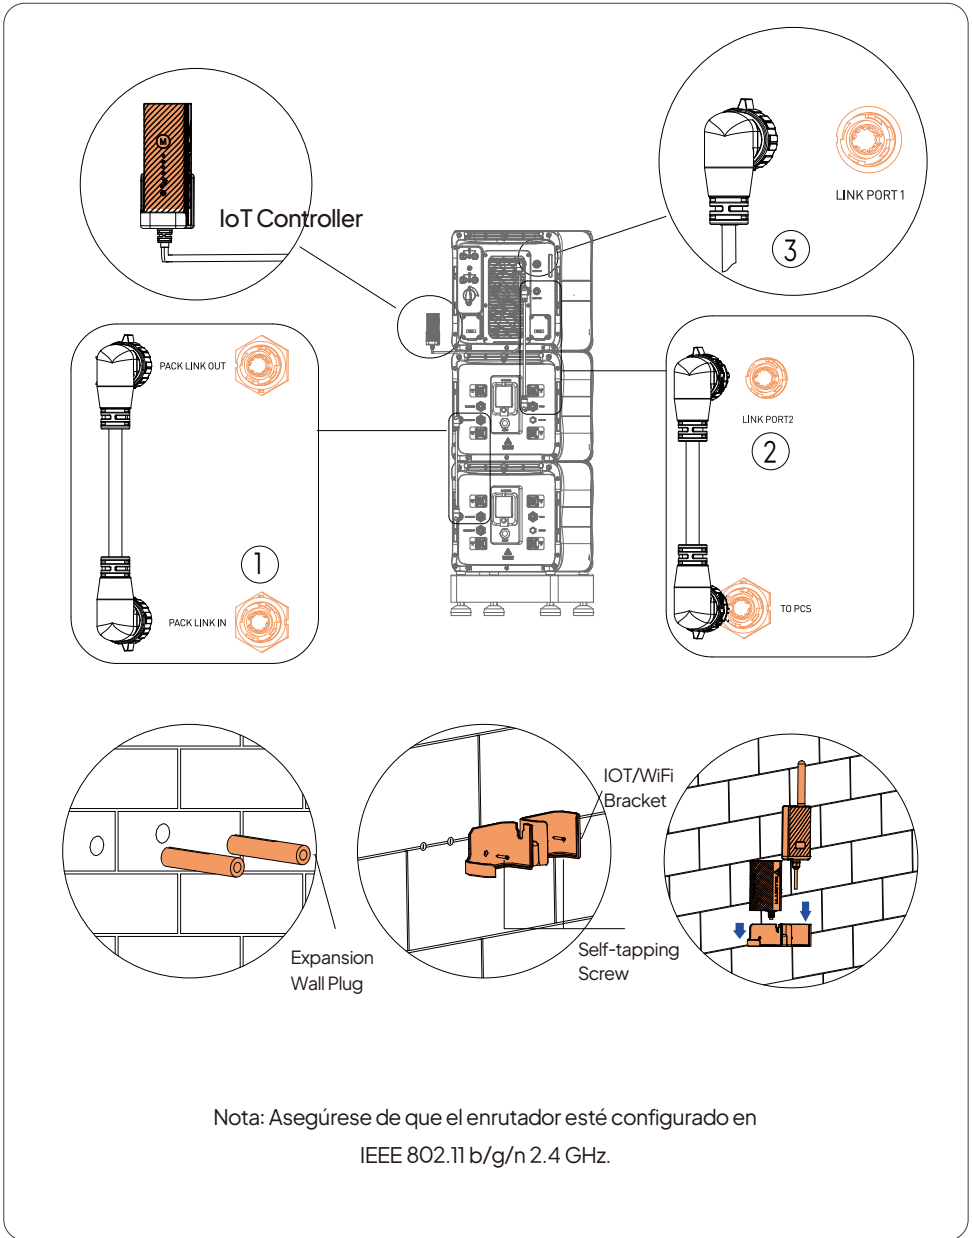 IoT Controller
LINK PORT 1
3
PACK LINK OUT
1
PACK LINK IN
LINK PORT2
2
TO PCS
Expansion
Wall Plug
IOT/WiFi
Bracket
Self-tapping
Screw
Nota: Asegúrese de que el enrutador esté configurado en
IEEE 802.11 b/g/n 2.4 GHz.